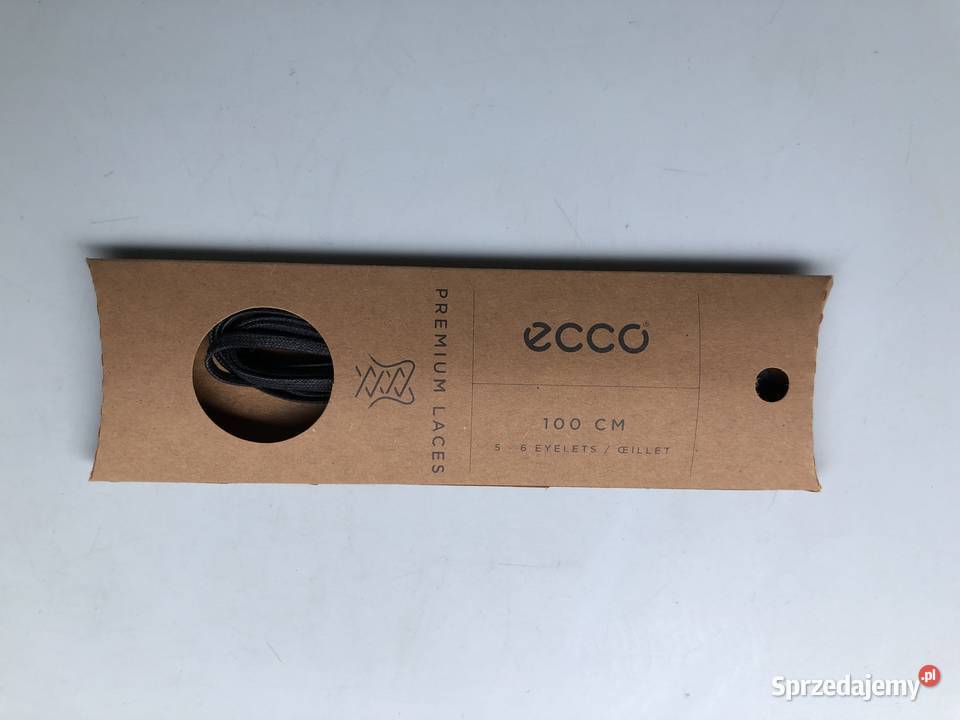 PREMIUM LACES
ecco®
100 CM
5 - 6 EYELETS / ŒILLET
Sprzedajemy.pl